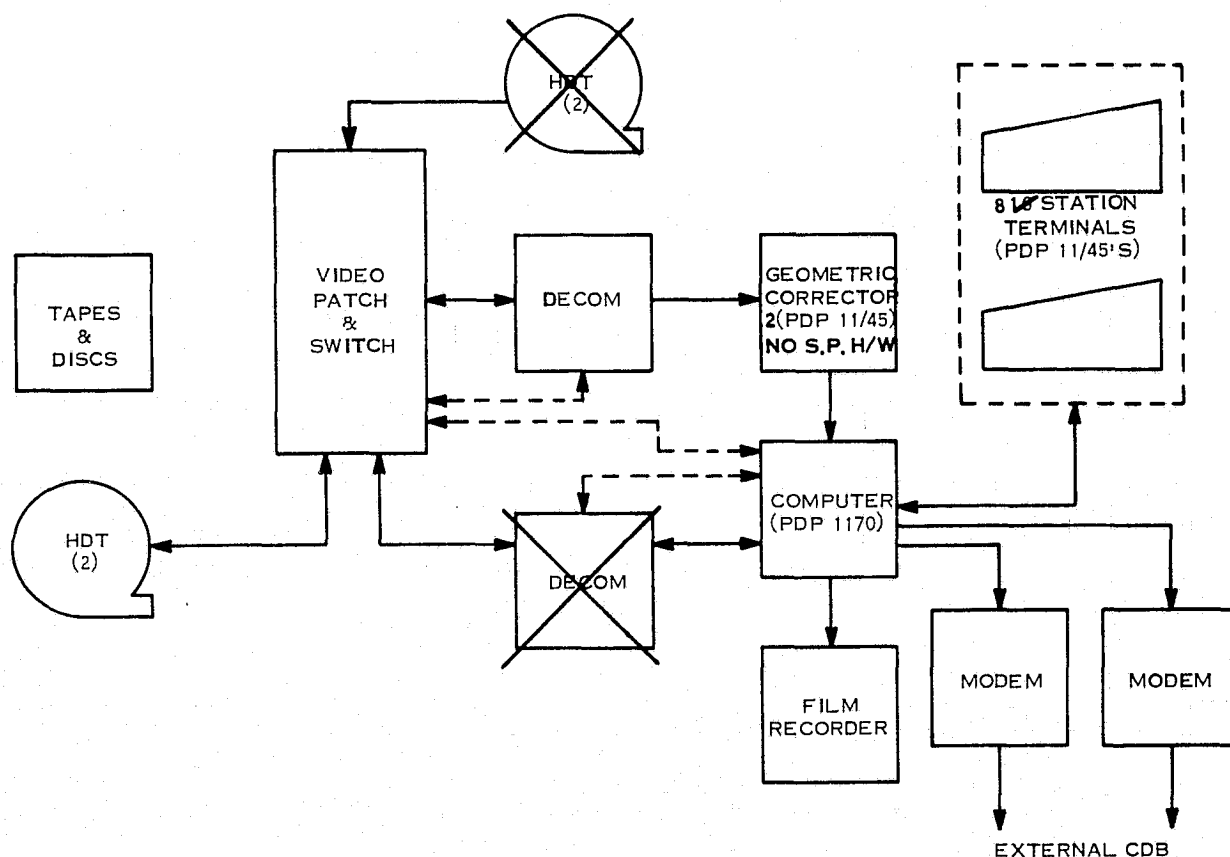 HDT
(2)
VIDEO
PATCH
&
SWITCH
TAPES
&
DISCS
DECOM
GEOMETRIC
CORRECTOR
2(PDP 11/45)
NO S.P. H/W
8 STATION
TERMINALS
(PDP 11/45'S)
HDT
(2)
DECOM
COMPUTER
(PDP 1170)
FILM
RECORDER
MODEM
MODEM
EXTERNAL CDB